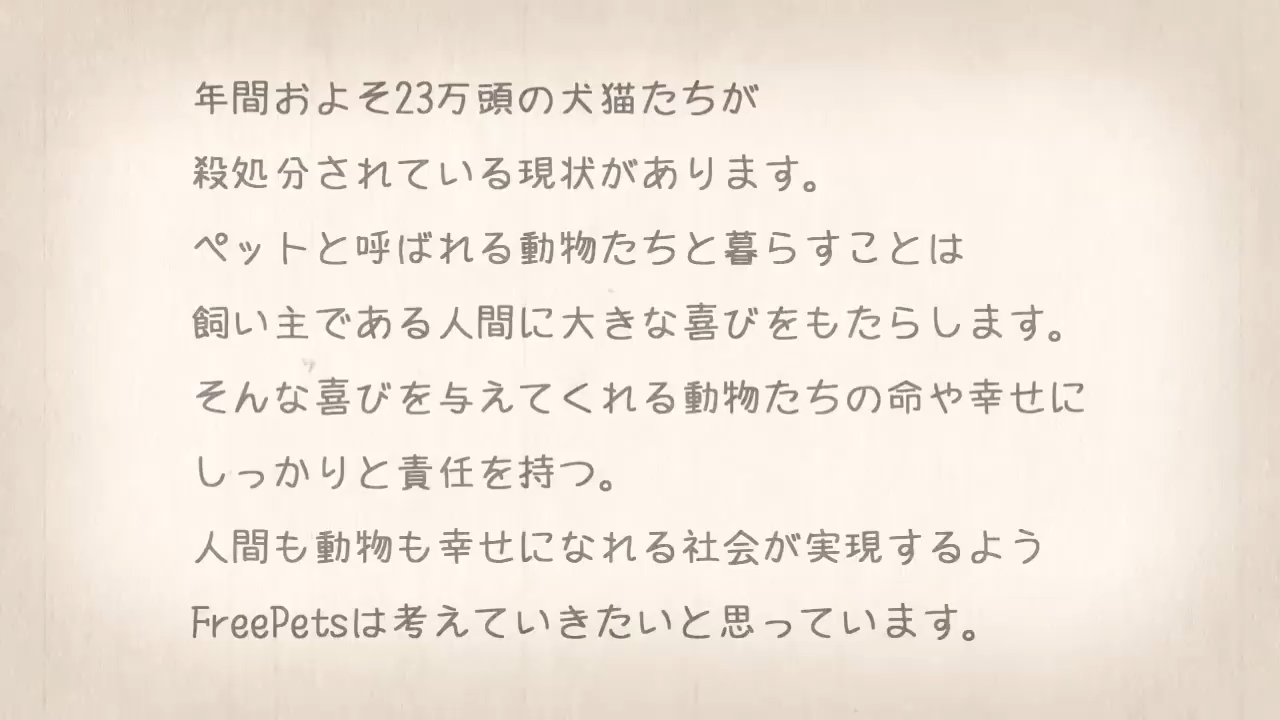 年間およそ23万頭の犬猫たちが
殺処分されている現状があります。
ペットと呼ばれる動物たちと暮らすことは
飼い主である人間に大きな喜びをもたらします。
そんな喜びを与えてくれる動物たちの命や幸せに
しっかりと責任を持つ。
人間も動物も幸せになれる社会が実現するよう
FreePetsは考えていきたいと思っています。